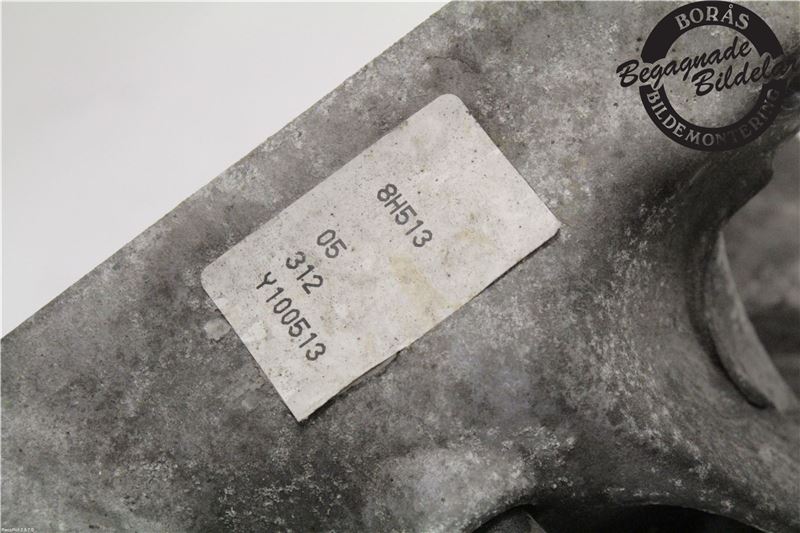 8H513
05
312
Y100513
BORÅS
Begagnade
Bildelar
BILDEMONTERING